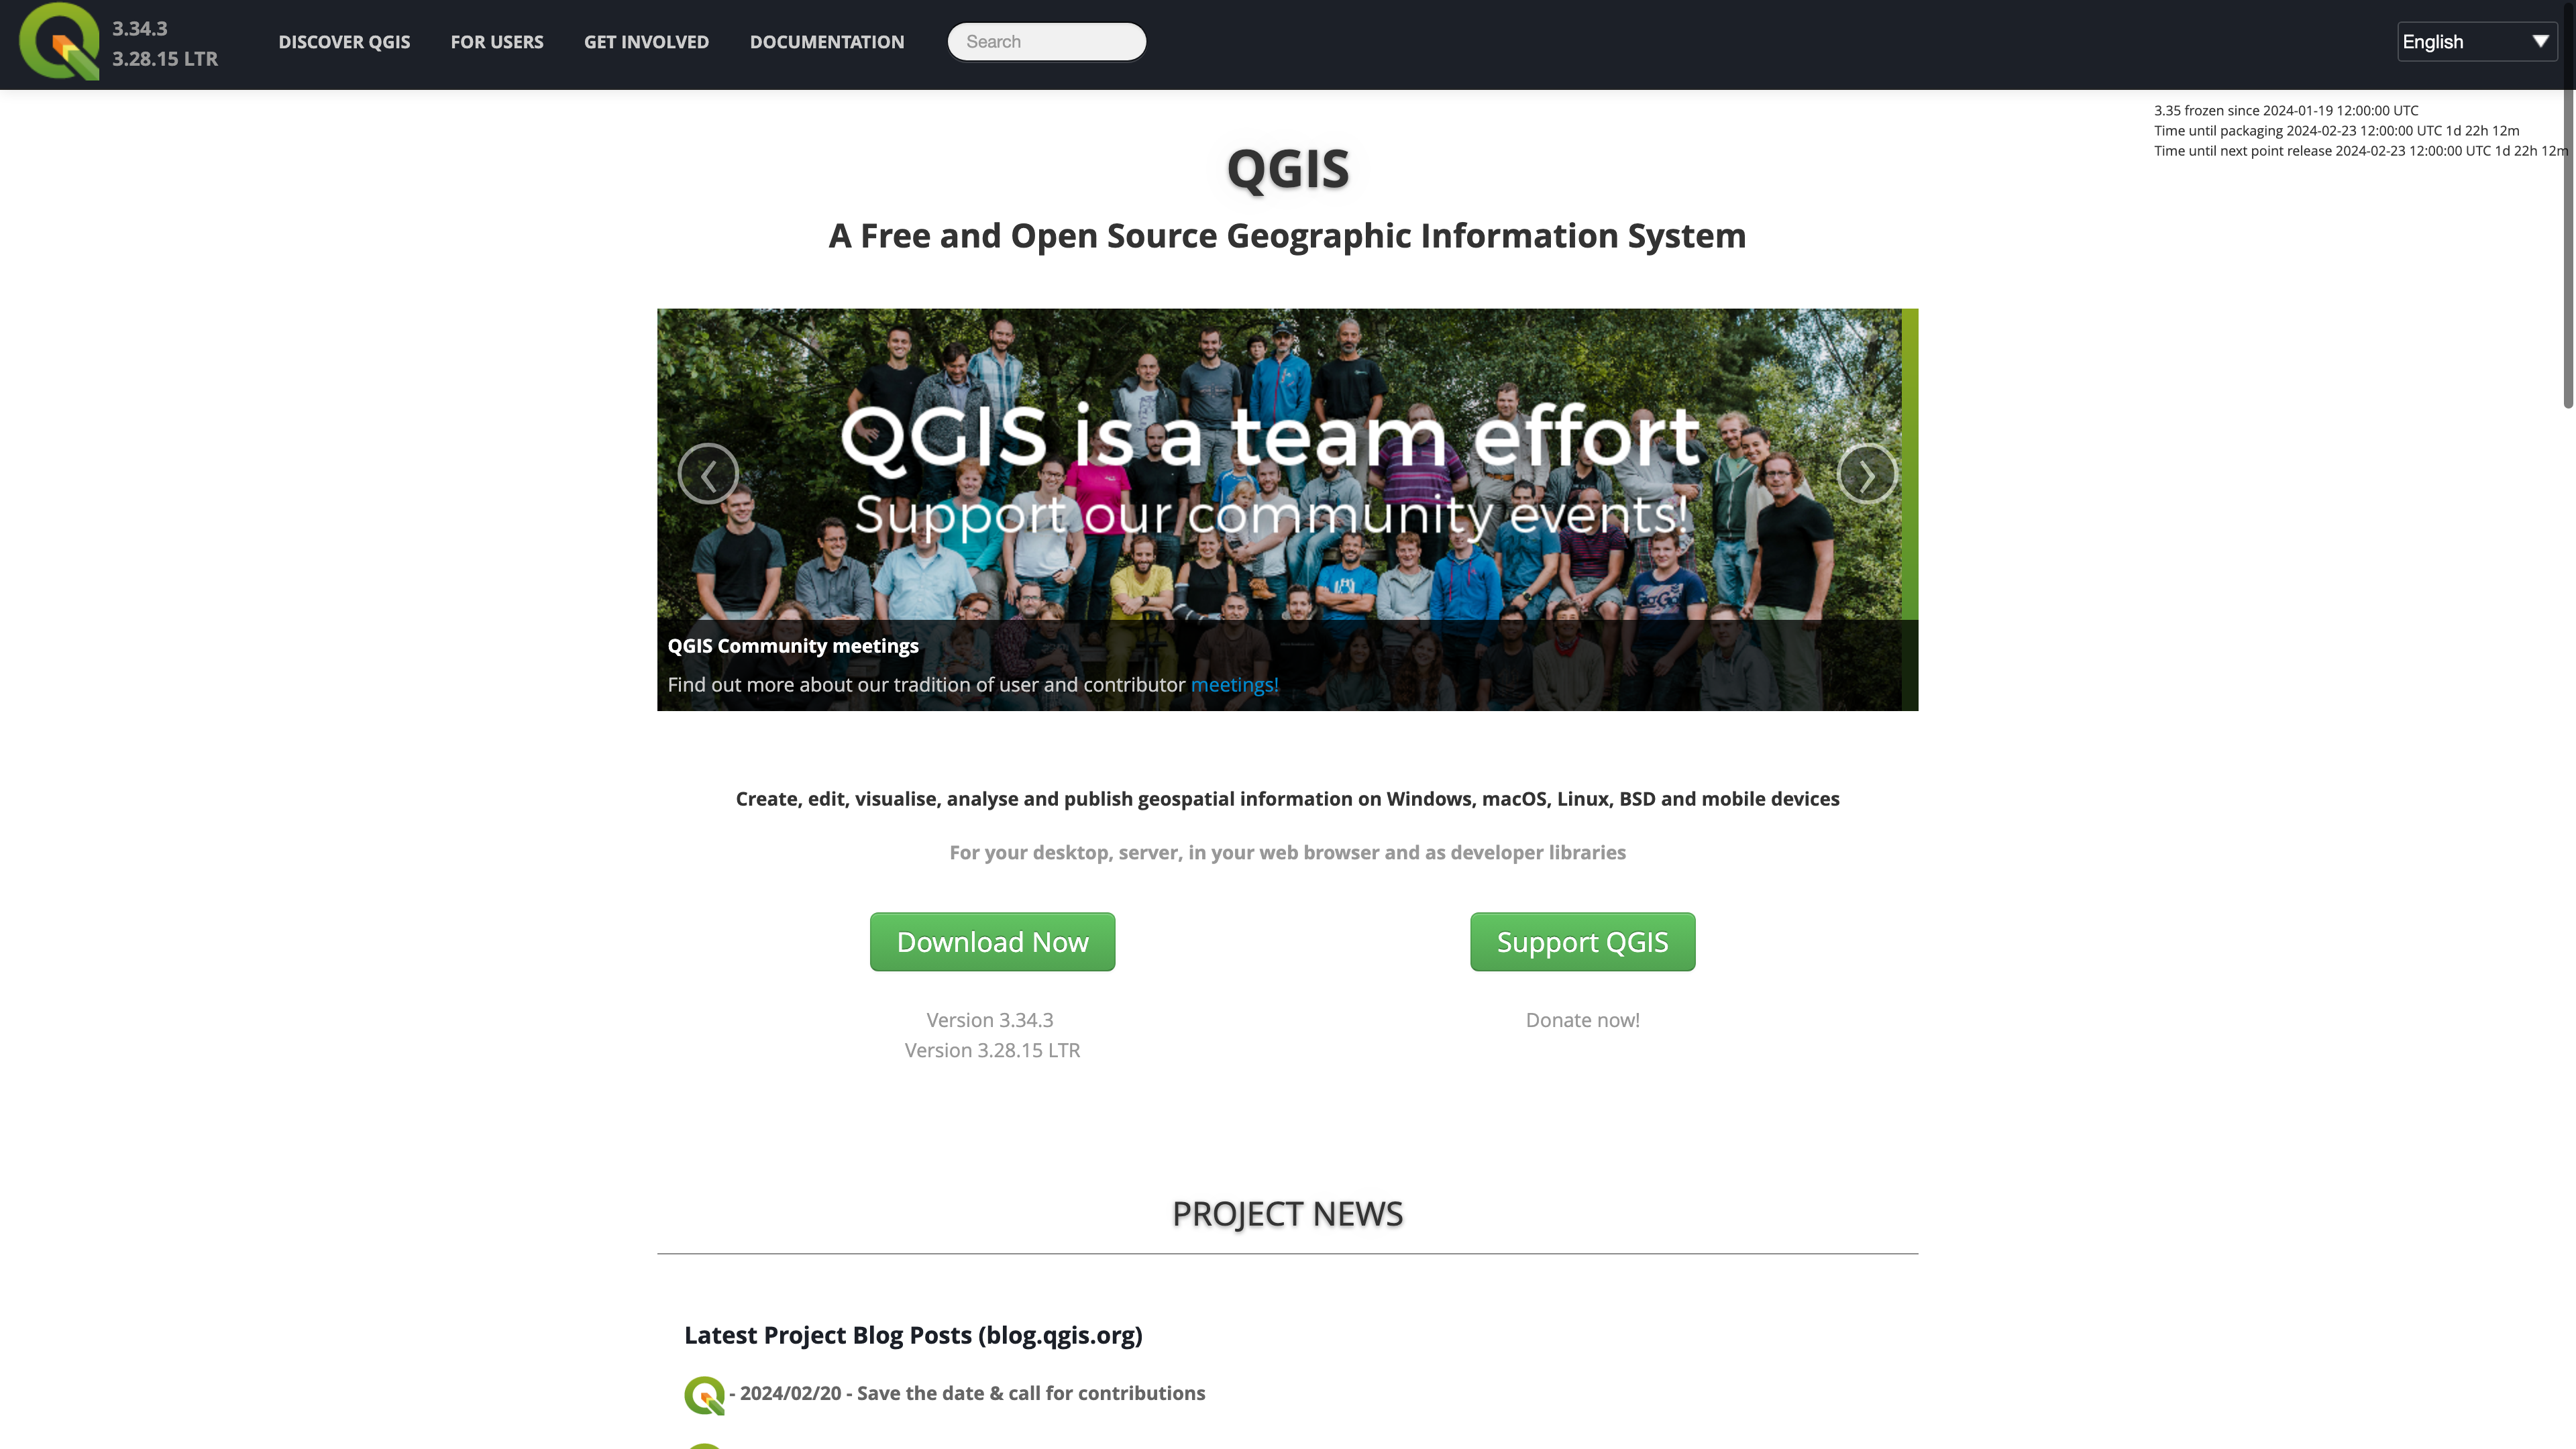 3.34.3
3.28.15 LTR
DISCOVER QGIS
FOR USERS
GET INVOLVED
DOCUMENTATION
Search
English
3.35 frozen since 2024-01-19 12:00:00 UTC
Time until packaging 2024-02-23 12:00:00 UTC 1d 22h 12m
Time until next point release 2024-02-23 12:00:00 UTC 1d 22h 12m
QGIS
A Free and Open Source Geographic Information System
QGIS is a team effort
Support our community events!
QGIS Community meetings
Find out more about our tradition of user and contributor meetings!
Create, edit, visualise, analyse and publish geospatial information on Windows, macOS, Linux, BSD and mobile devices
For your desktop, server, in your web browser and as developer libraries
Download Now
Support QGIS
Version 3.34.3
Version 3.28.15 LTR
Donate now!
PROJECT NEWS
Latest Project Blog Posts (blog.qgis.org)
- 2024/02/20 - Save the date & call for contributions